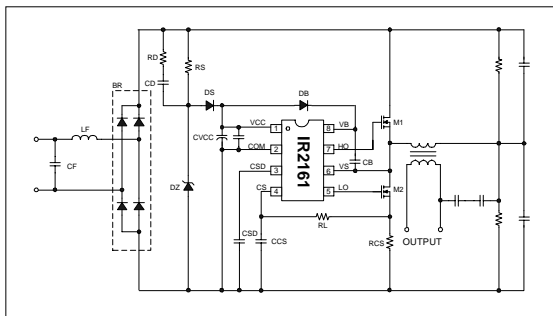 RD
RS
CD
BR
DS
DB
LF
CF
DZ
CVCC
VCC
COM
CSD
CS
1
2
3
4
IR2161
8
7
6
5
VB
HO
VS
LO
CB
M1
M2
RL
CSD
CCS
RCS
OUTPUT